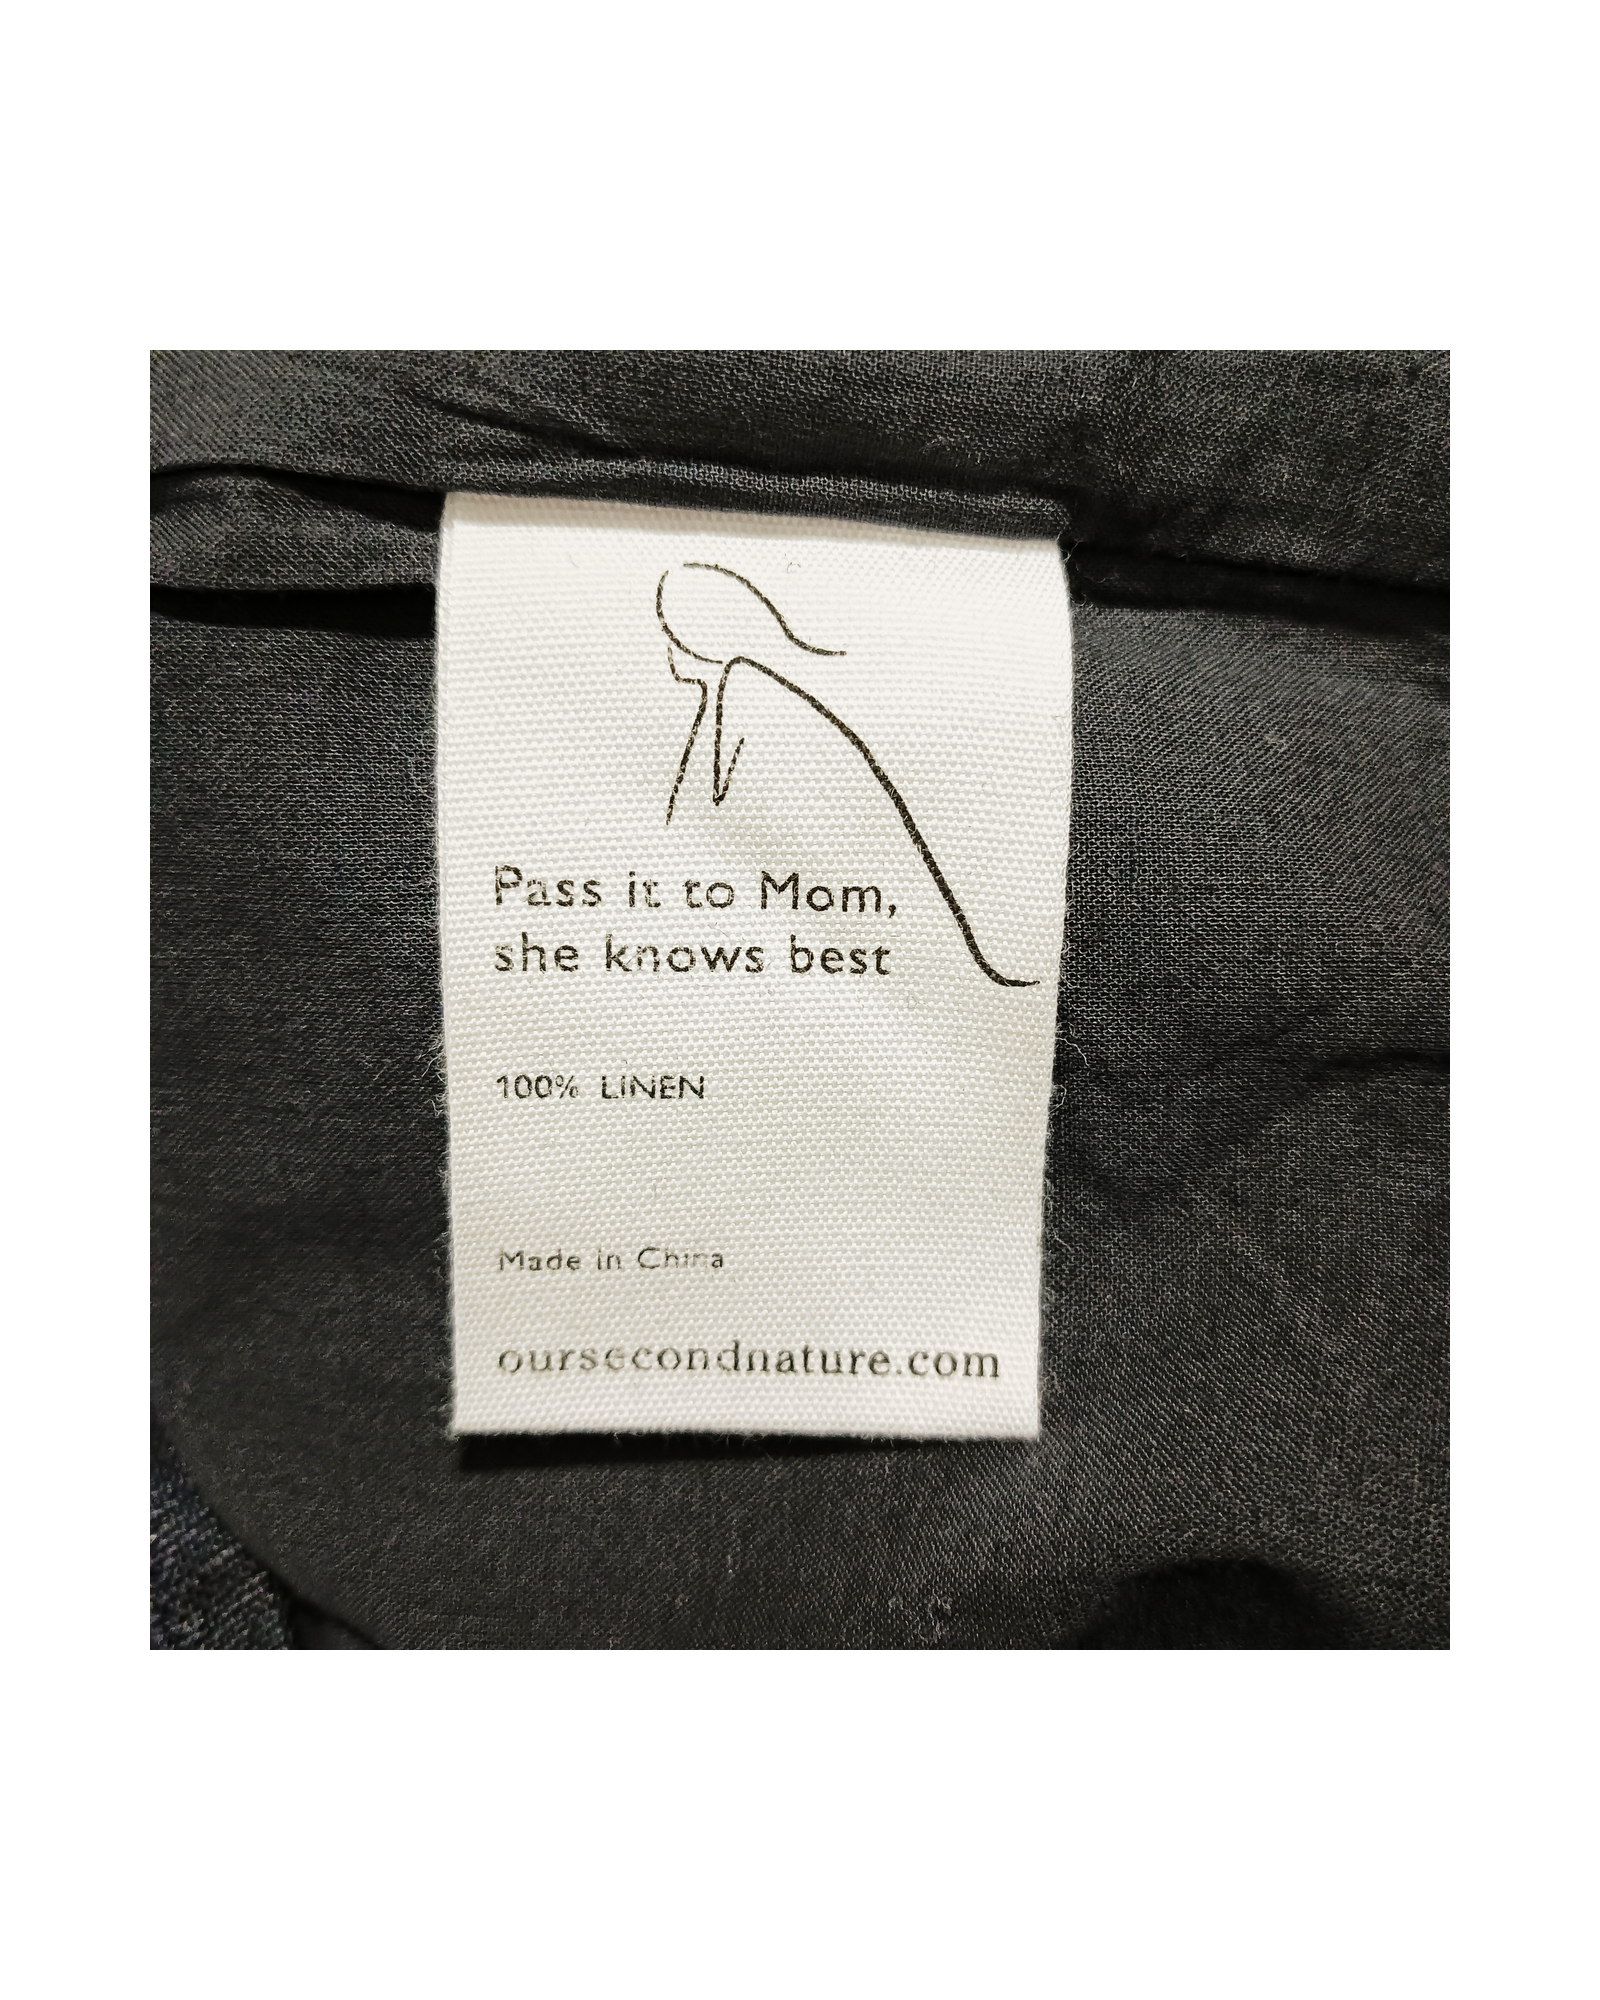 Pass it to Mom,
she knows best
100% LINEN
Made in China
oursecondnature.com